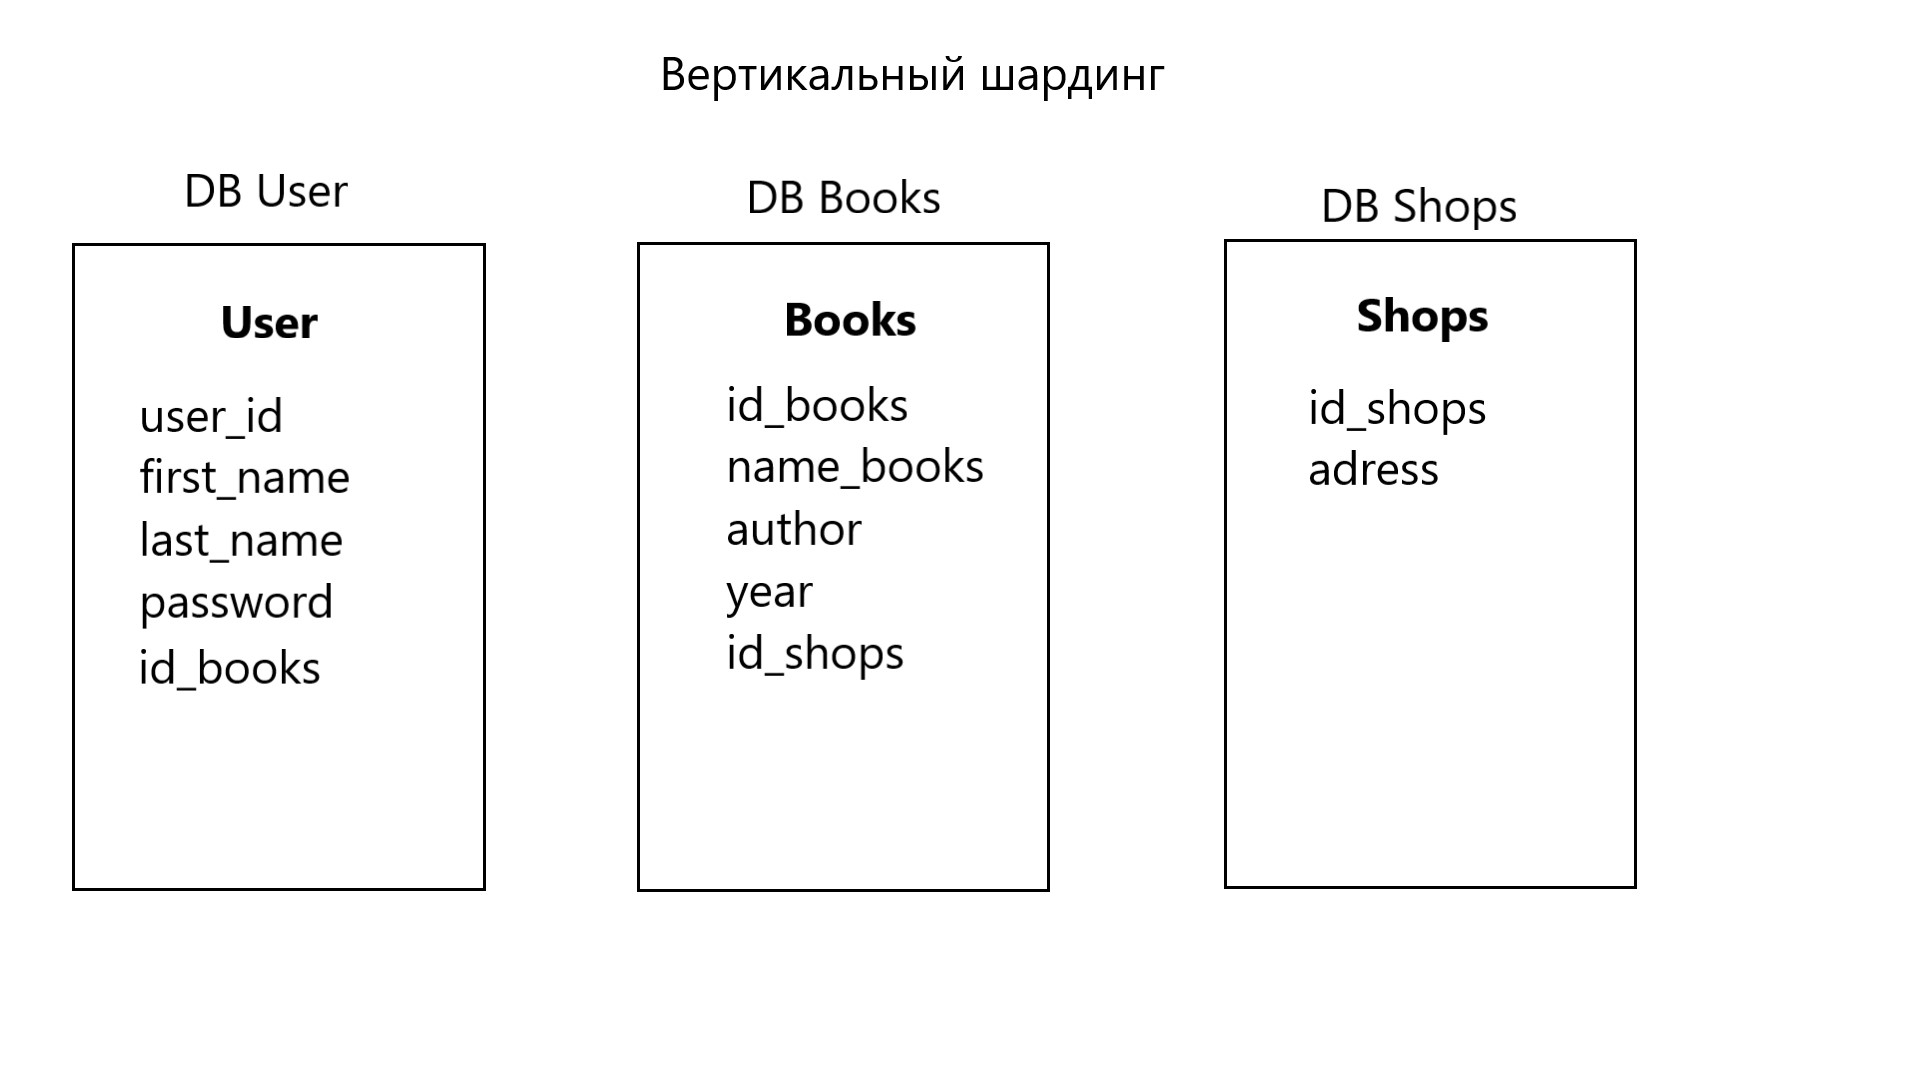 Вертикальный шардинг
DB User
User
user_id
first_name
last_name
password
id_books
DB Books
Books
id_books
name_books
author
year
id_shops
DB Shops
Shops
id_shops
adress